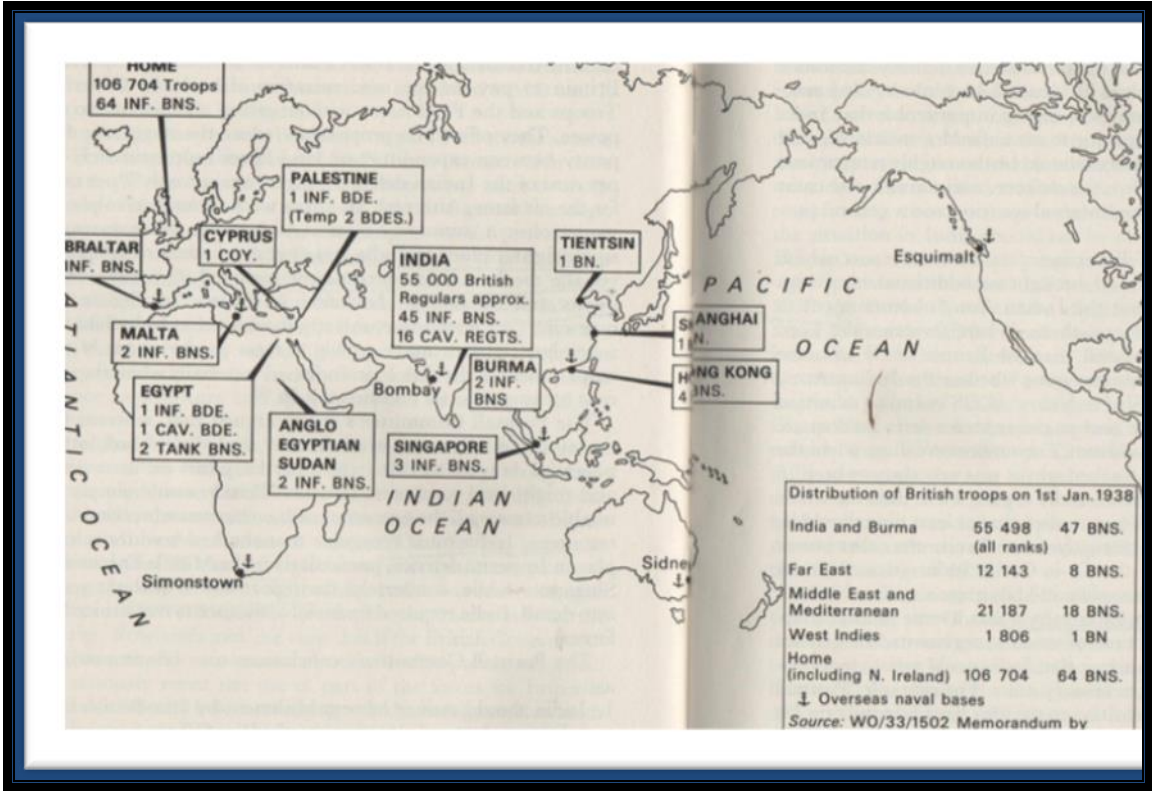 HOME
106 704 Troops
64 INF. BNS.
PALESTINE
1 INF. BDE.
(Temp 2 BDES.)
BRALTAR
INF. BNS.
CYPRUS
1 COY.
INDIA
55 000 British
Regulars approx.
45 INF. BNS.
16 CAV. REGTS.
TIENTSIN
1 BN.
Esquimalt
PACIFIC
OCEAN
MALTA
2 INF. BNS.
SHANGHAI
1 N.
HONG KONG
4 BNS.
BURMA
2 INF.
BNS
Bombay
EGYPT
1 INF. BDE.
1 CAV. BDE.
2 TANK BNS.
ANGLO
EGYPTIAN
SUDAN
2 INF. BNS.
SINGAPORE
3 INF. BNS.
INDIAN
OCEAN
ATLANTIC
OCEAN
Simonstown
Sidne
Distribution of British troops on 1st Jan. 1938
India and Burma 55 498 47 BNS.
(all ranks)
Far East 12 143 8 BNS.
Middle East and
Mediterranean 21 187 18 BNS.
West Indies 1 806 1 BN
Home
(including N. Ireland) 106 704 64 BNS.
Overseas naval bases
Source: WO/33/1502 Memorandum by